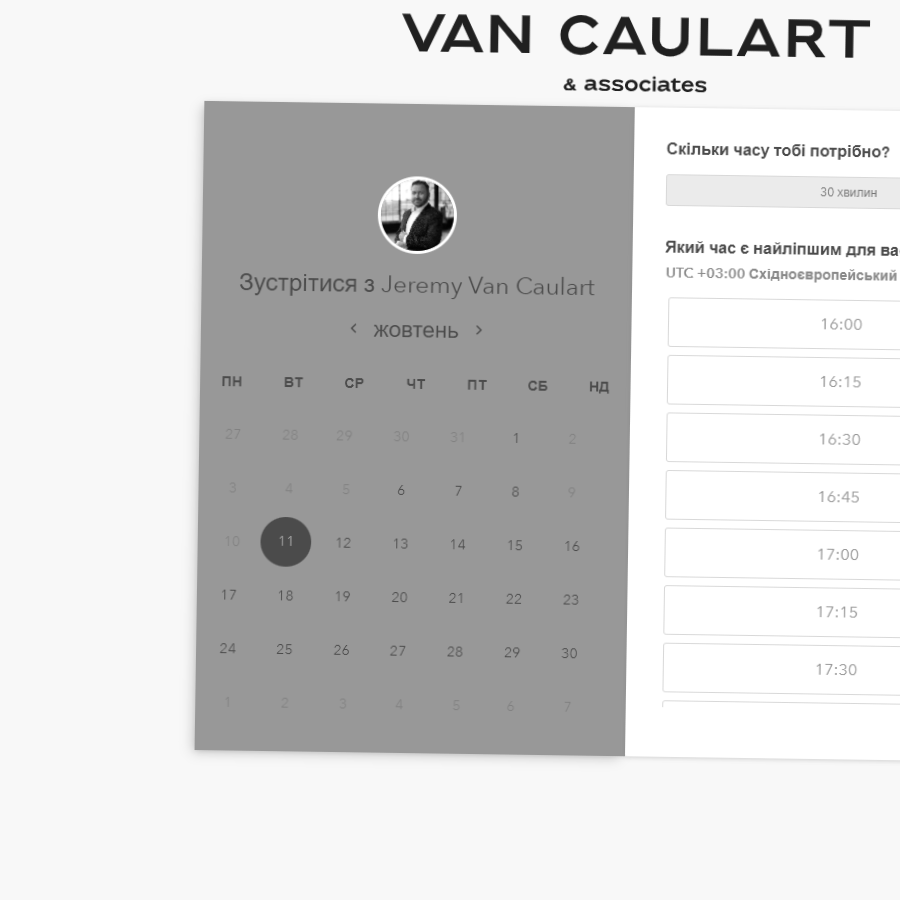 VAN CAULART
& associates
Зустрітися з Jeremy Van Caulart
жовтень
ПН ВТ СР ЧТ ПТ СБ НД
27 28 29 30 31 1 2
3 4 5 6 7 8 9
10 11 12 13 14 15 16
17 18 19 20 21 22 23
24 25 26 27 28 29 30
1 2 3 4 5 6 7
Скільки часу тобі потрібно?
30 хвилин
Який час є найліпшим для
UTC +03:00 Східноєвропейський
16:00
16:15
16:30
16:45
17:00
17:15
17:30